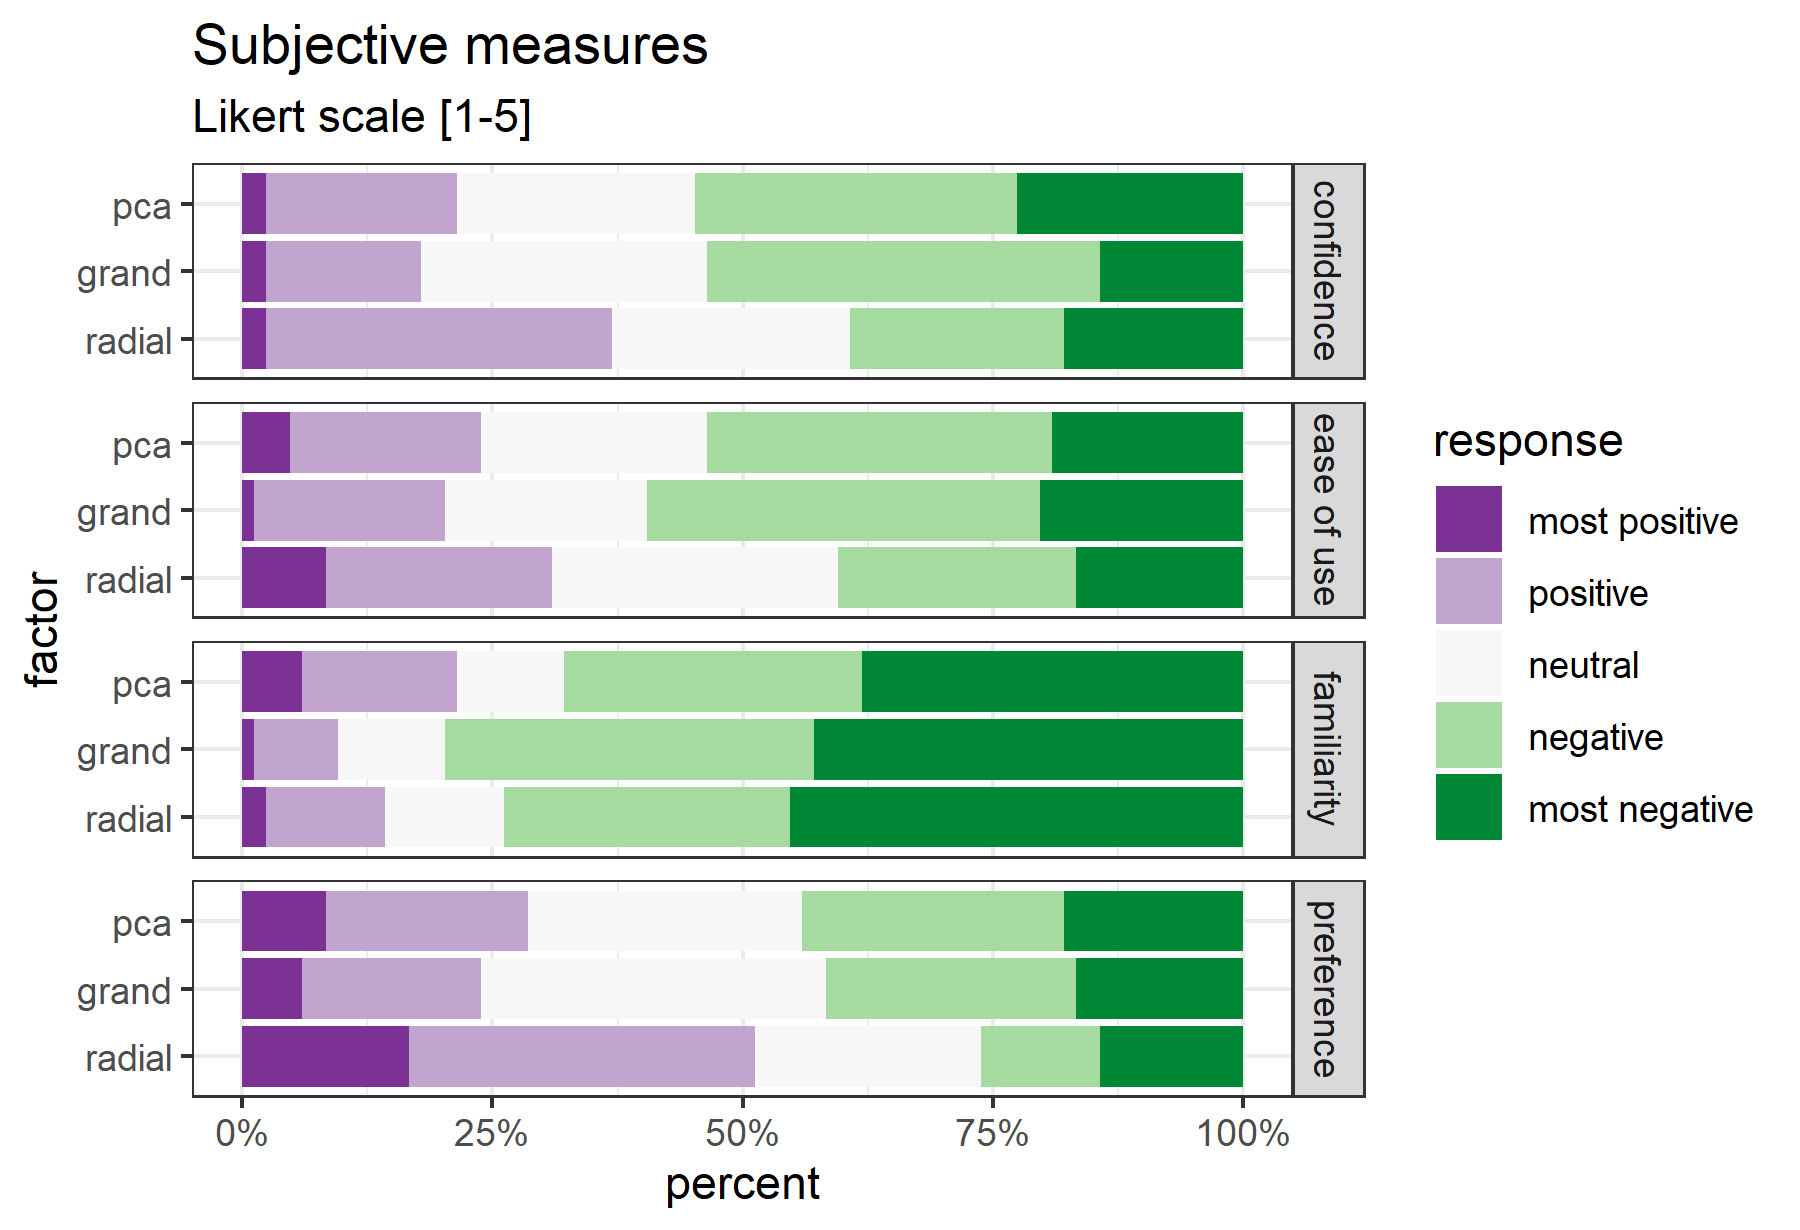 Subjective measures
Likert scale [1-5]
pca
grand
radial
confidence
pca
grand
radial
ease of use
pca
grand
radial
familiarity
pca
grand
radial
preference
factor
0% 25% 50% 75% 100%
percent
response
most positive
positive
neutral
negative
most negative